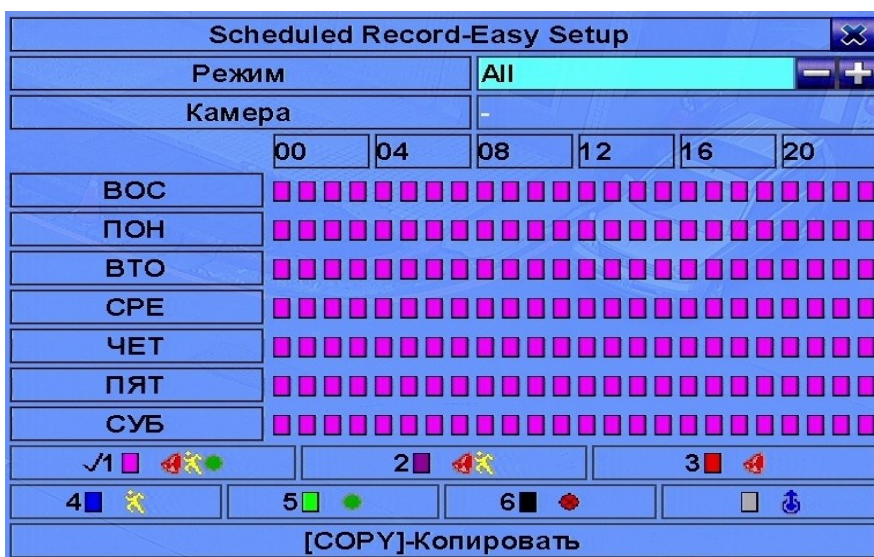 Scheduled Record-Easy Setup
Режим All
Камера -
00 04 08 12 16 20
ВОС
ПОН
ВТО
СРЕ
ЧЕТ
ПЯТ
СУБ
√1 2 3
4 5 6
[COPY]-Копировать